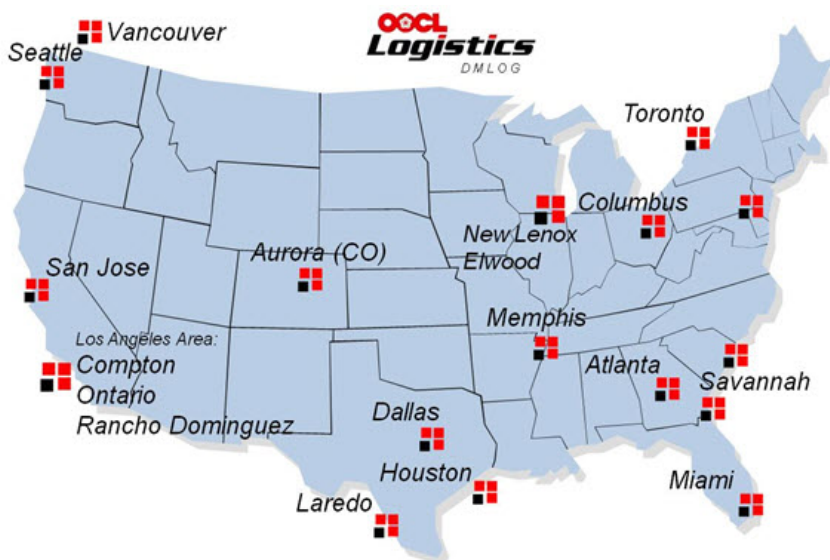 OOCL
Logistics
DMLOG
Vancouver
Seattle
Toronto
Columbus
New Lenox
Elwood
Aurora (CO)
San Jose
Memphis
Los Angeles Area:
Compton
Ontario
Rancho Dominguez
Atlanta
Savannah
Dallas
Houston
Laredo
Miami